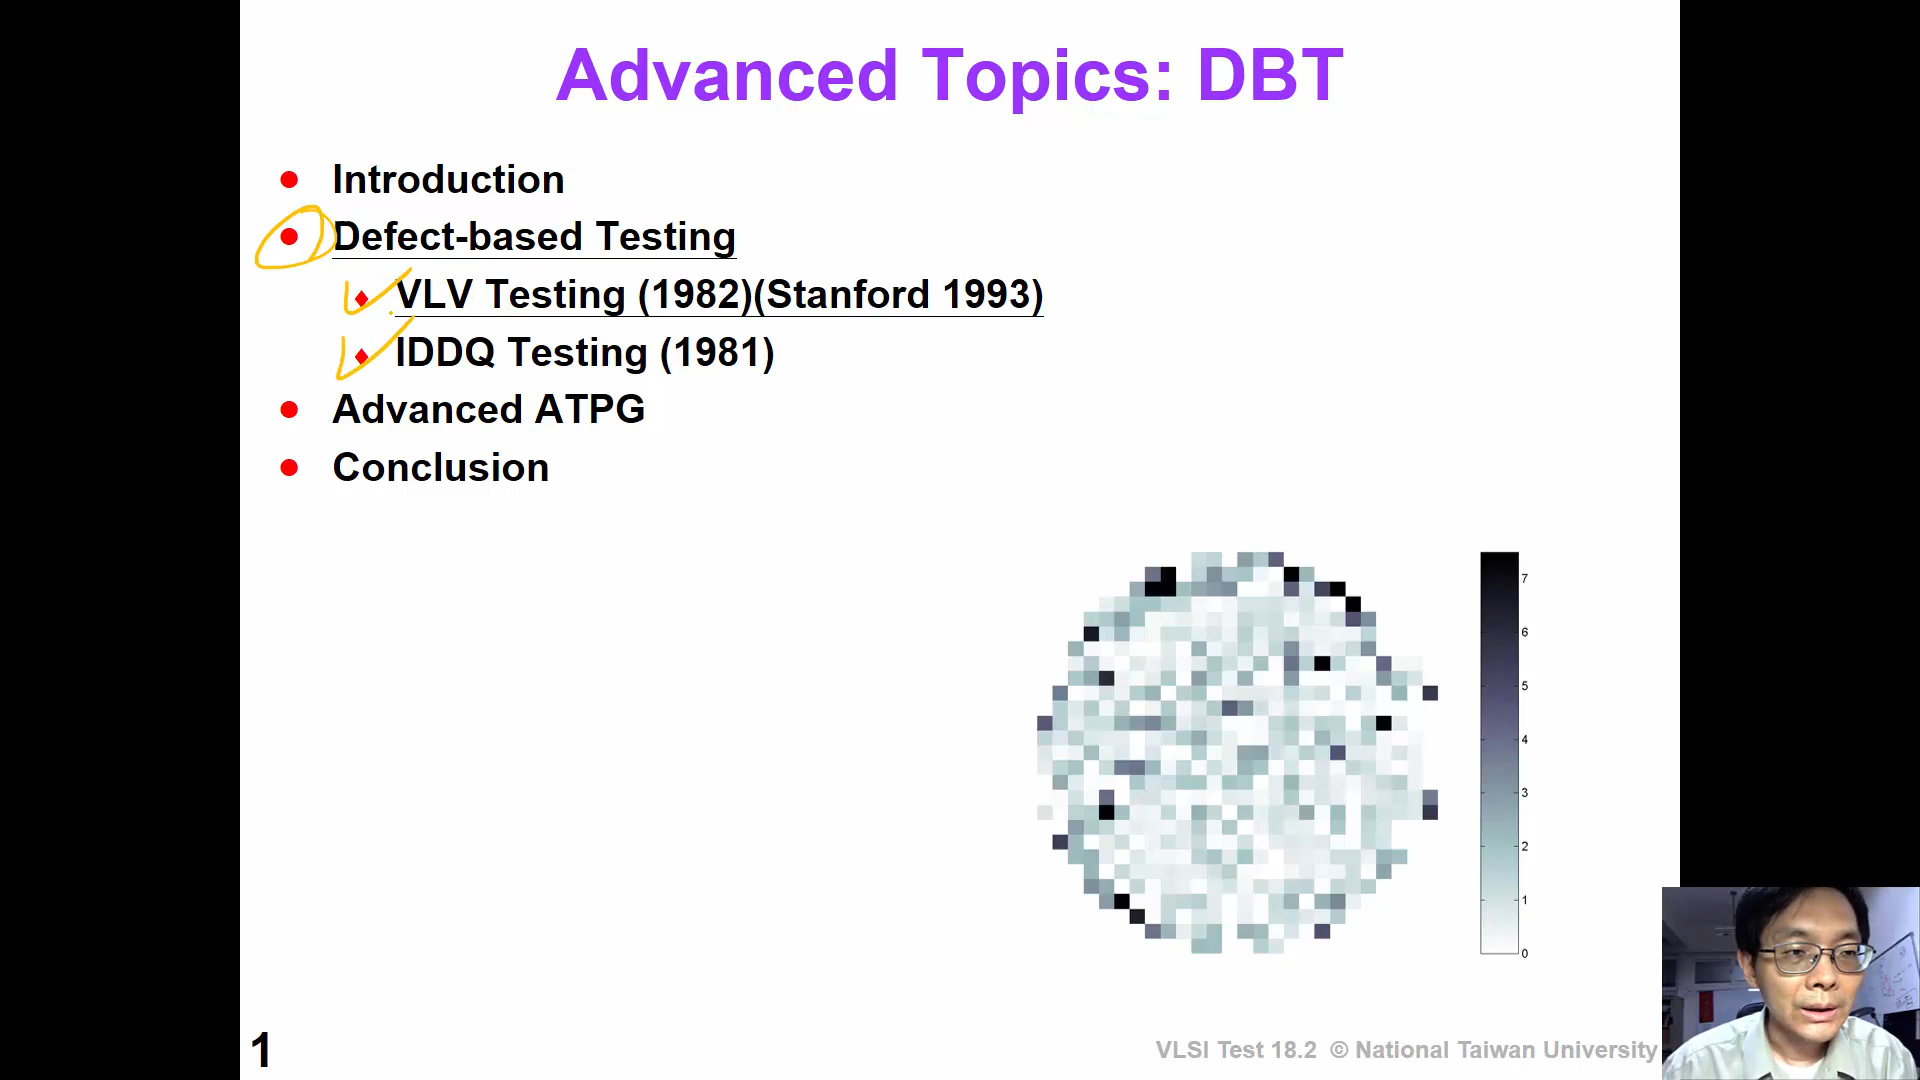 Advanced Topics: DBT
Introduction
Defect-based Testing
VLV Testing (1982)(Stanford 1993)
IDDQ Testing (1981)
Advanced ATPG
Conclusion
7
6
5
4
3
2
1
0
1
VLSI Test 18.2 © National Taiwan University